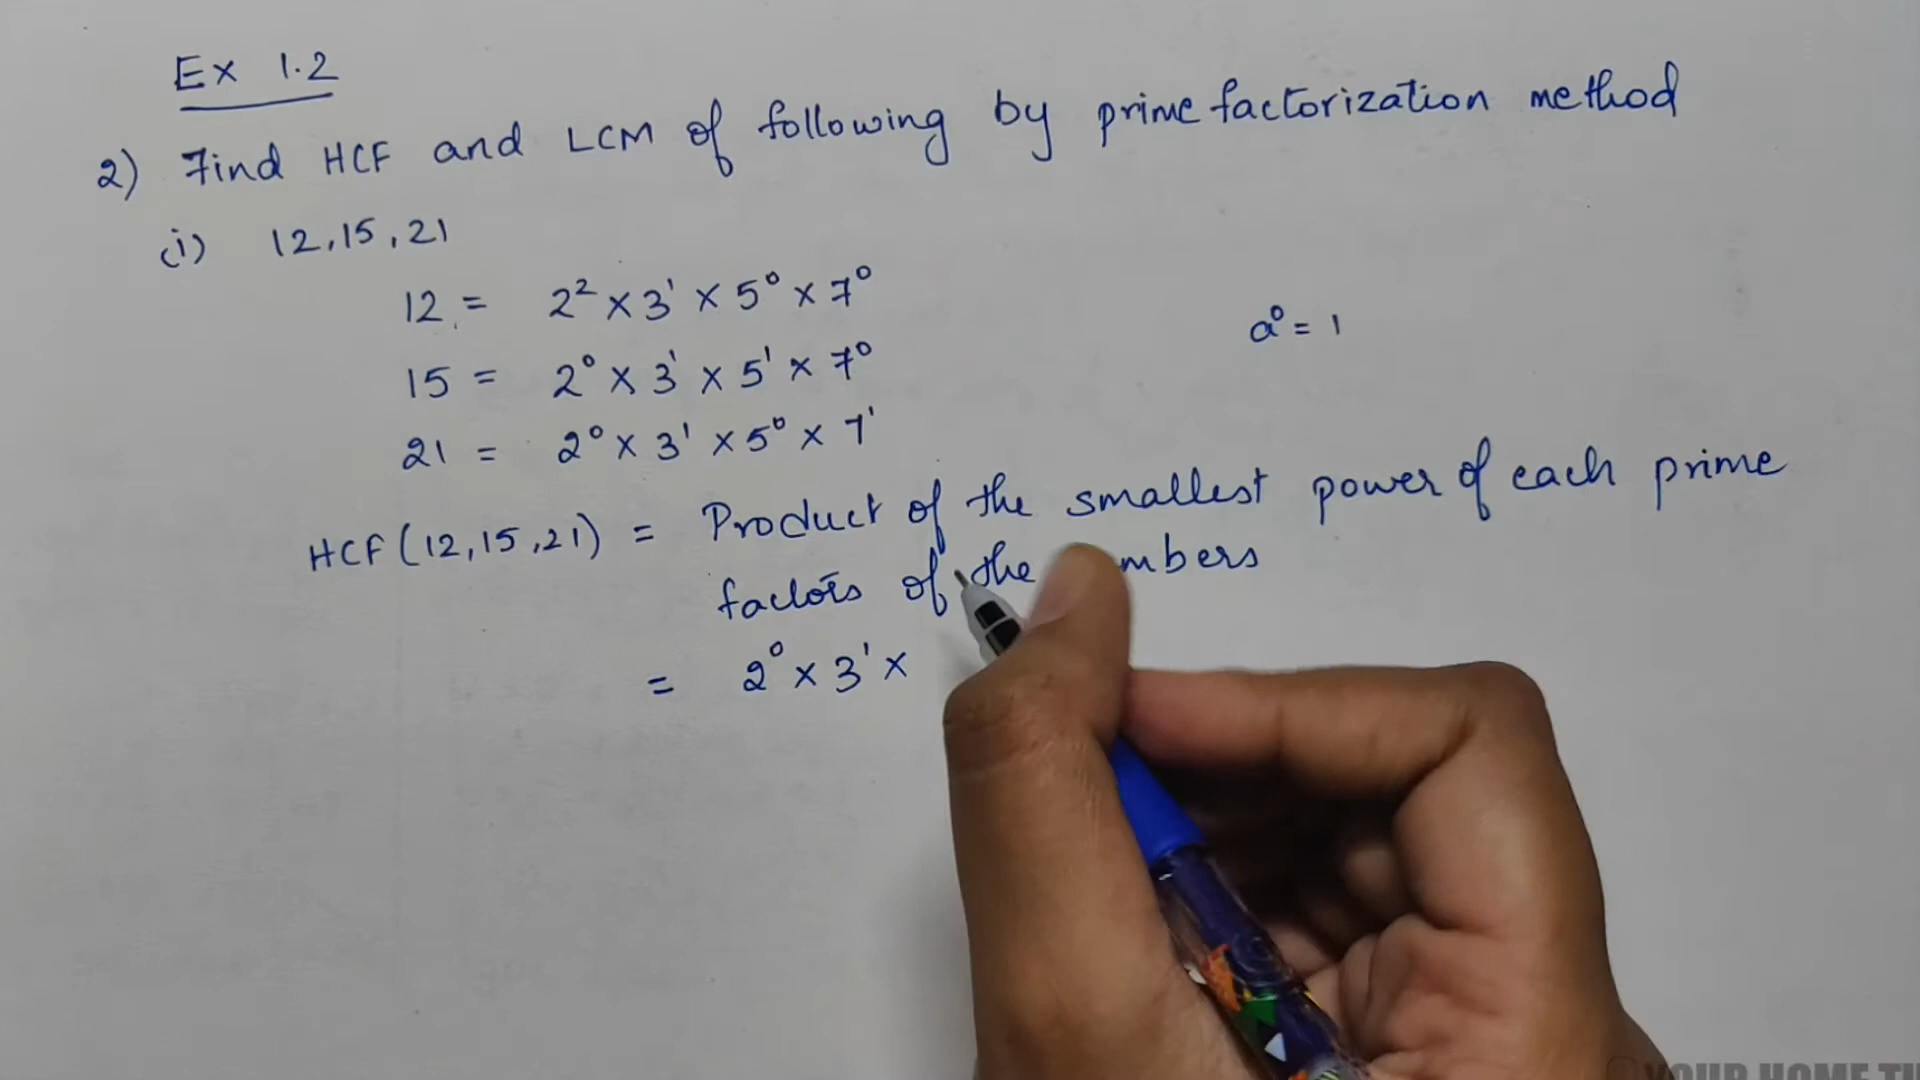 Ex 1.2
2) Find HCF and LCM of following by prime factorization method
(i) 12, 15, 21
12 = 2² × 3¹ × 5⁰ × 7⁰
a⁰ = 1
15 = 2⁰ × 3¹ × 5¹ × 7⁰
21 = 2⁰ × 3¹ × 5⁰ × 7¹
HCF (12, 15, 21) = Product of the smallest power of each prime
factors of the
= 2⁰ × 3¹ ×
YOUR HOME